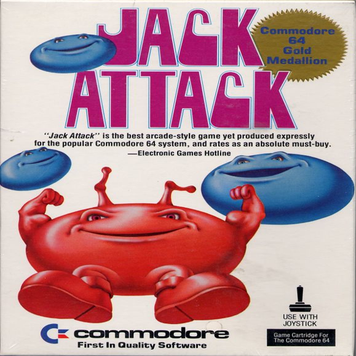 JACK
ATTACK
Commodore
64
Gold
Medallion
"Jack Attack" is the best arcade-style game yet produced expressly
for the popular Commodore 64 system, and rates as an absolute must-buy.
—Electronic Games Hotline
commodore
First In Quality Software
USE WITH
JOYSTICK
Game Cartridge For
The Commodore 64